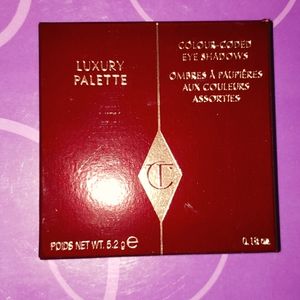 LUXURY
PALETTE
COLOUR-CODED
EYE SHADOWS
OMBRES À PAUPIÈRES
AUX COULEURS
ASSORTIES
CT
POIDS NET WT. 5.2 g e
0.18 oz.